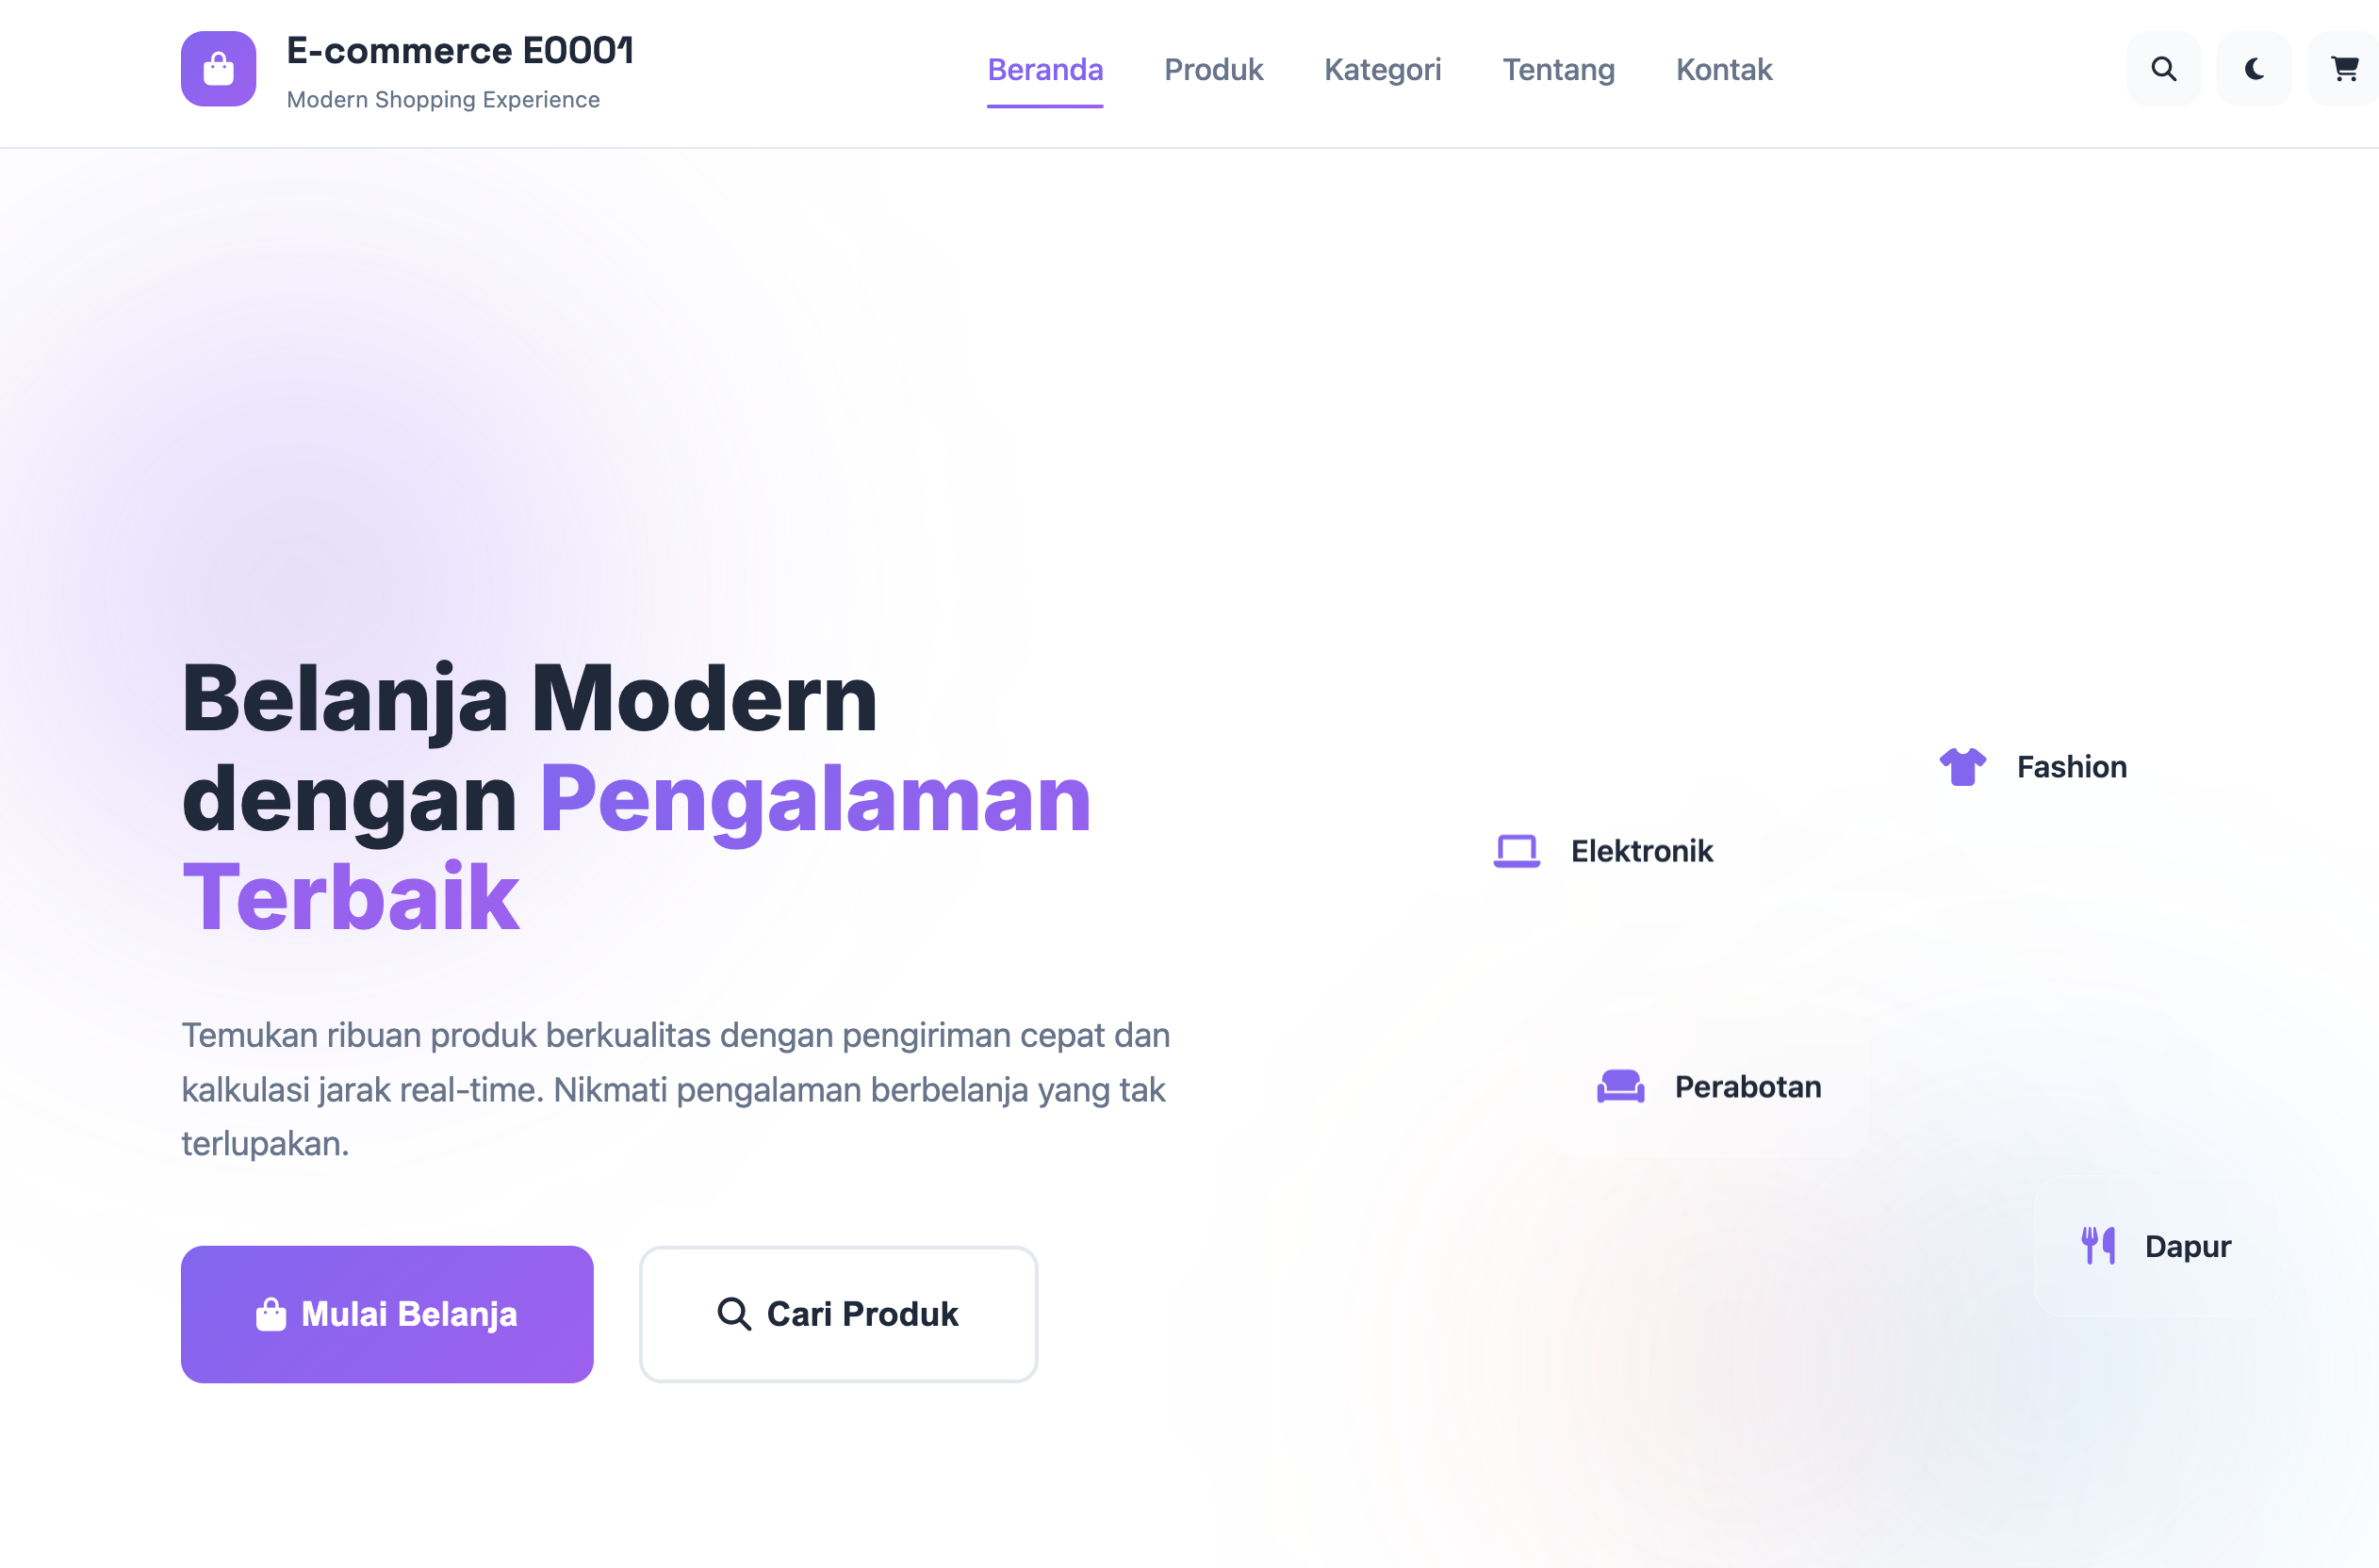 E-commerce E0001
Modern Shopping Experience
Beranda
Produk
Kategori
Tentang
Kontak
Belanja Modern
dengan Pengalaman
Terbaik
Temukan ribuan produk berkualitas dengan pengiriman cepat dan
kalkulasi jarak real-time. Nikmati pengalaman berbelanja yang tak
terlupakan.
Mulai Belanja
Cari Produk
Fashion
Elektronik
Perabotan
Dapur